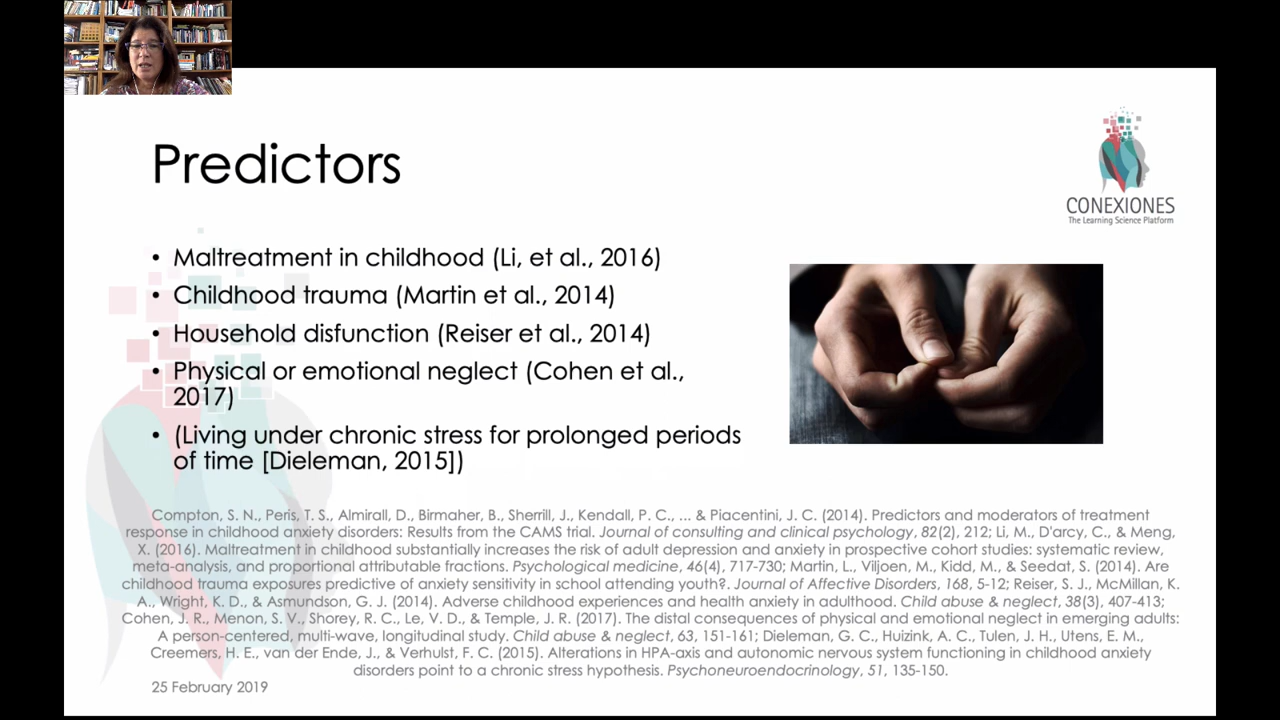 Predictors
CONEXIONES
The Learning Science Platform
• Maltreatment in childhood (Li, et al., 2016)
• Childhood trauma (Martin et al., 2014)
• Household disfunction (Reiser et al., 2014)
• Physical or emotional neglect (Cohen et al.,
2017)
• (Living under chronic stress for prolonged periods
of time [Dieleman, 2015])
Compton, S. N., Peris, T. S., Almirall, D., Birmaher, B., Sherrill, J., Kendall, P. C., ... & Piacentini, J. C. (2014). Predictors and moderators of treatment
response in childhood anxiety disorders: Results from the CAMS trial. Journal of consulting and clinical psychology, 82(2), 212; Li, M., D'arcy, C., & Meng,
X. (2016). Maltreatment in childhood substantially increases the risk of adult depression and anxiety in prospective cohort studies: systematic review,
meta-analysis, and proportional attributable fractions. Psychological medicine, 46(4), 717-730; Martin, L., Viljoen, M., Kidd, M., & Seedat, S. (2014). Are
childhood trauma exposures predictive of anxiety sensitivity in school attending youth?. Journal of Affective Disorders, 168, 5-12; Reiser, S. J., McMillan, K.
A., Wright, K. D., & Asmundson, G. J. (2014). Adverse childhood experiences and health anxiety in adulthood. Child abuse & neglect, 38(3), 407-413;
Cohen, J. R., Menon, S. V., Shorey, R. C., Le, V. D., & Temple, J. R. (2017). The distal consequences of physical and emotional neglect in emerging adults:
A person-centered, multi-wave, longitudinal study. Child abuse & neglect, 63, 151-161; Dieleman, G. C., Huizink, A. C., Tulen, J. H., Utens, E. M.,
Creemers, H. E., van der Ende, J., & Verhulst, F. C. (2015). Alterations in HPA-axis and autonomic nervous system functioning in childhood anxiety
disorders point to a chronic stress hypothesis. Psychoneuroendocrinology, 51, 135-150.
25 February 2019